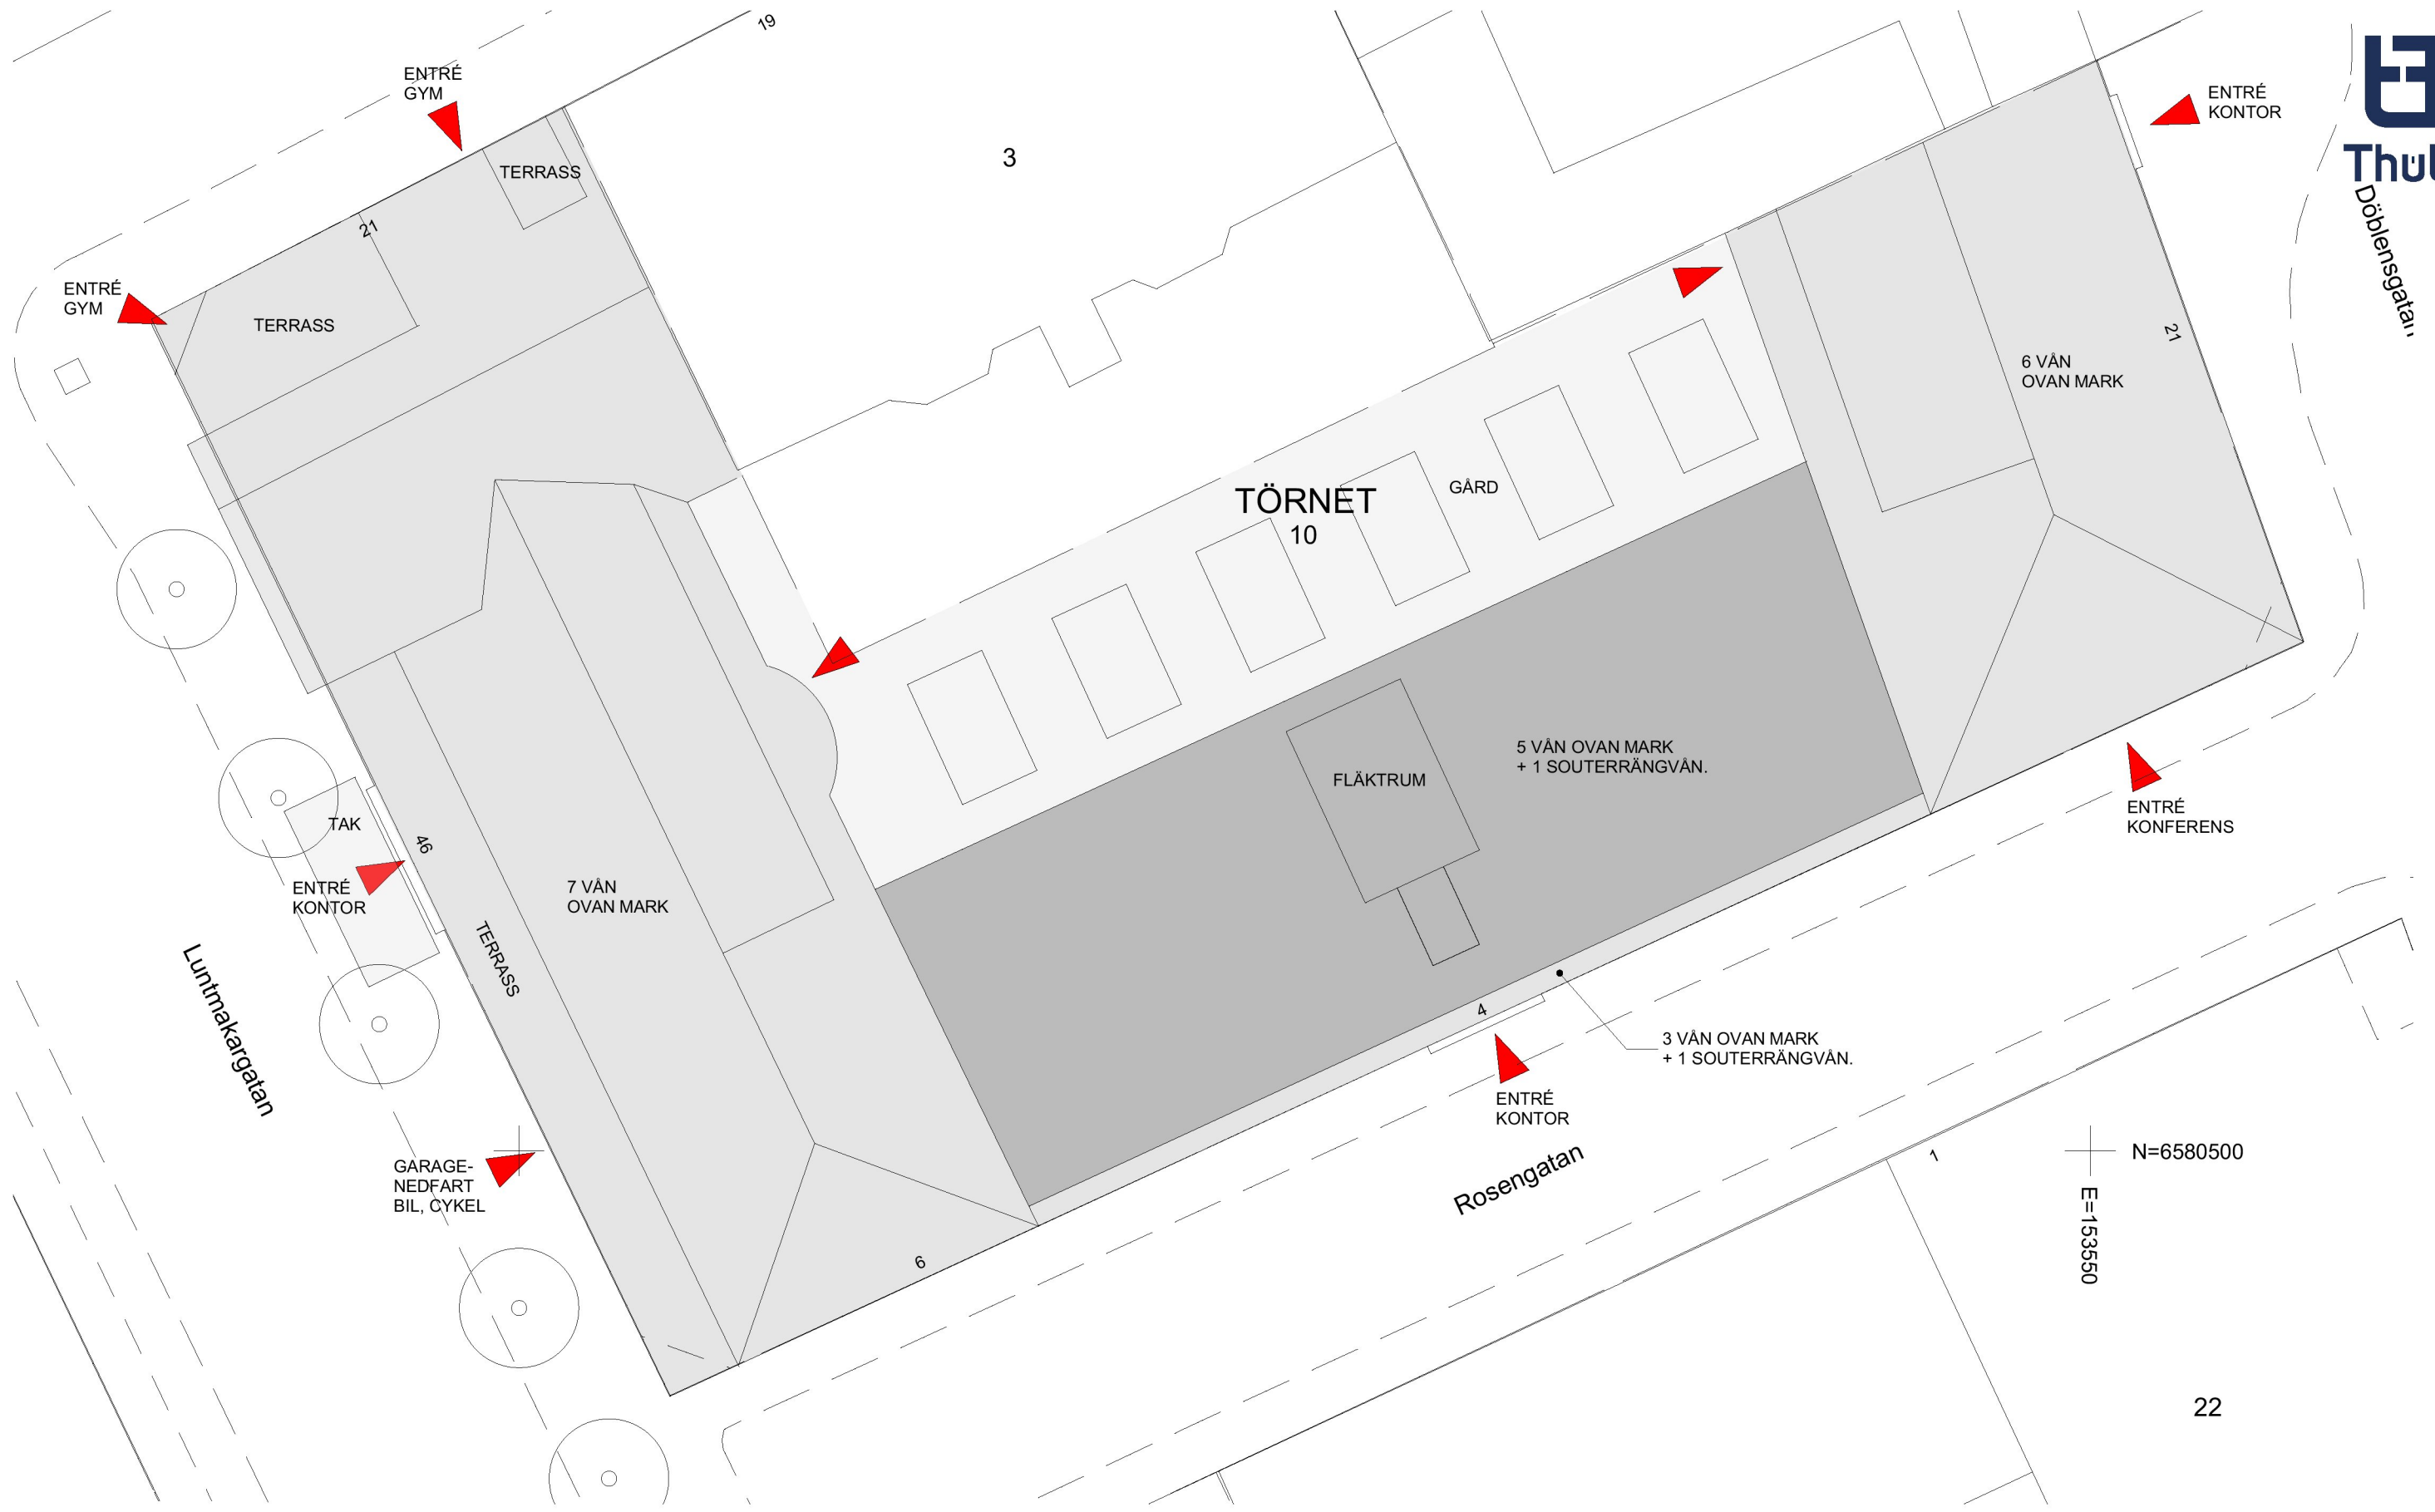 19
ENTRÉ
GYM
TERRASS
3
ENTRÉ
KONTOR
Döblensgatan
21
ENTRÉ
GYM
TERRASS
21
6 VÅN
OVAN MARK
TÖRNET
10
GÅRD
FLÄKTRUM
5 VÅN OVAN MARK
+ 1 SOUTERRÄNGVÅN.
TAK
46
ENTRÉ
KONTOR
7 VÅN
OVAN MARK
TERRASS
ENTRÉ
KONFERENS
Luntmakargatan
4
3 VÅN OVAN MARK
+ 1 SOUTERRÄNGVÅN.
ENTRÉ
KONTOR
GARAGE-
NEDFART
BIL, CYKEL
Rosengatan
1
N=6580500
E=153550
6
22